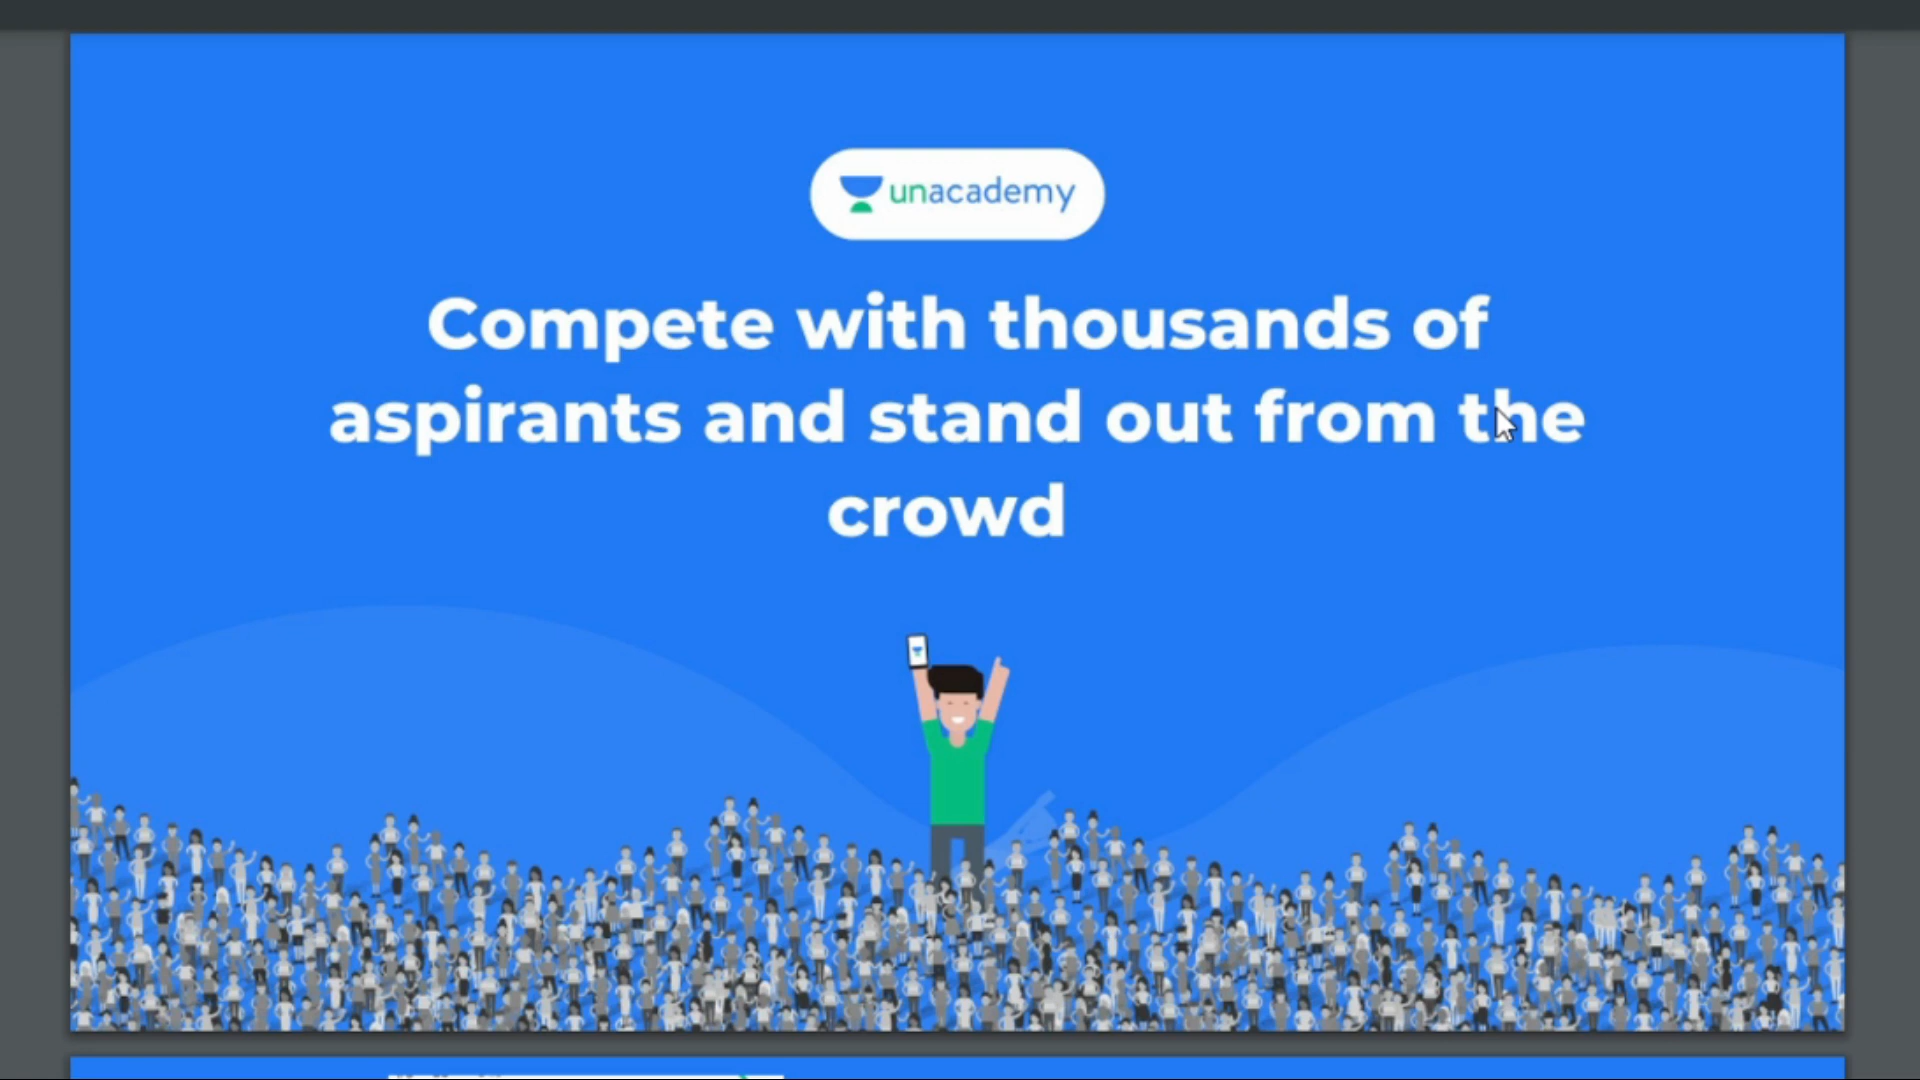 unacademy
Compete with thousands of
aspirants and stand out from the
crowd